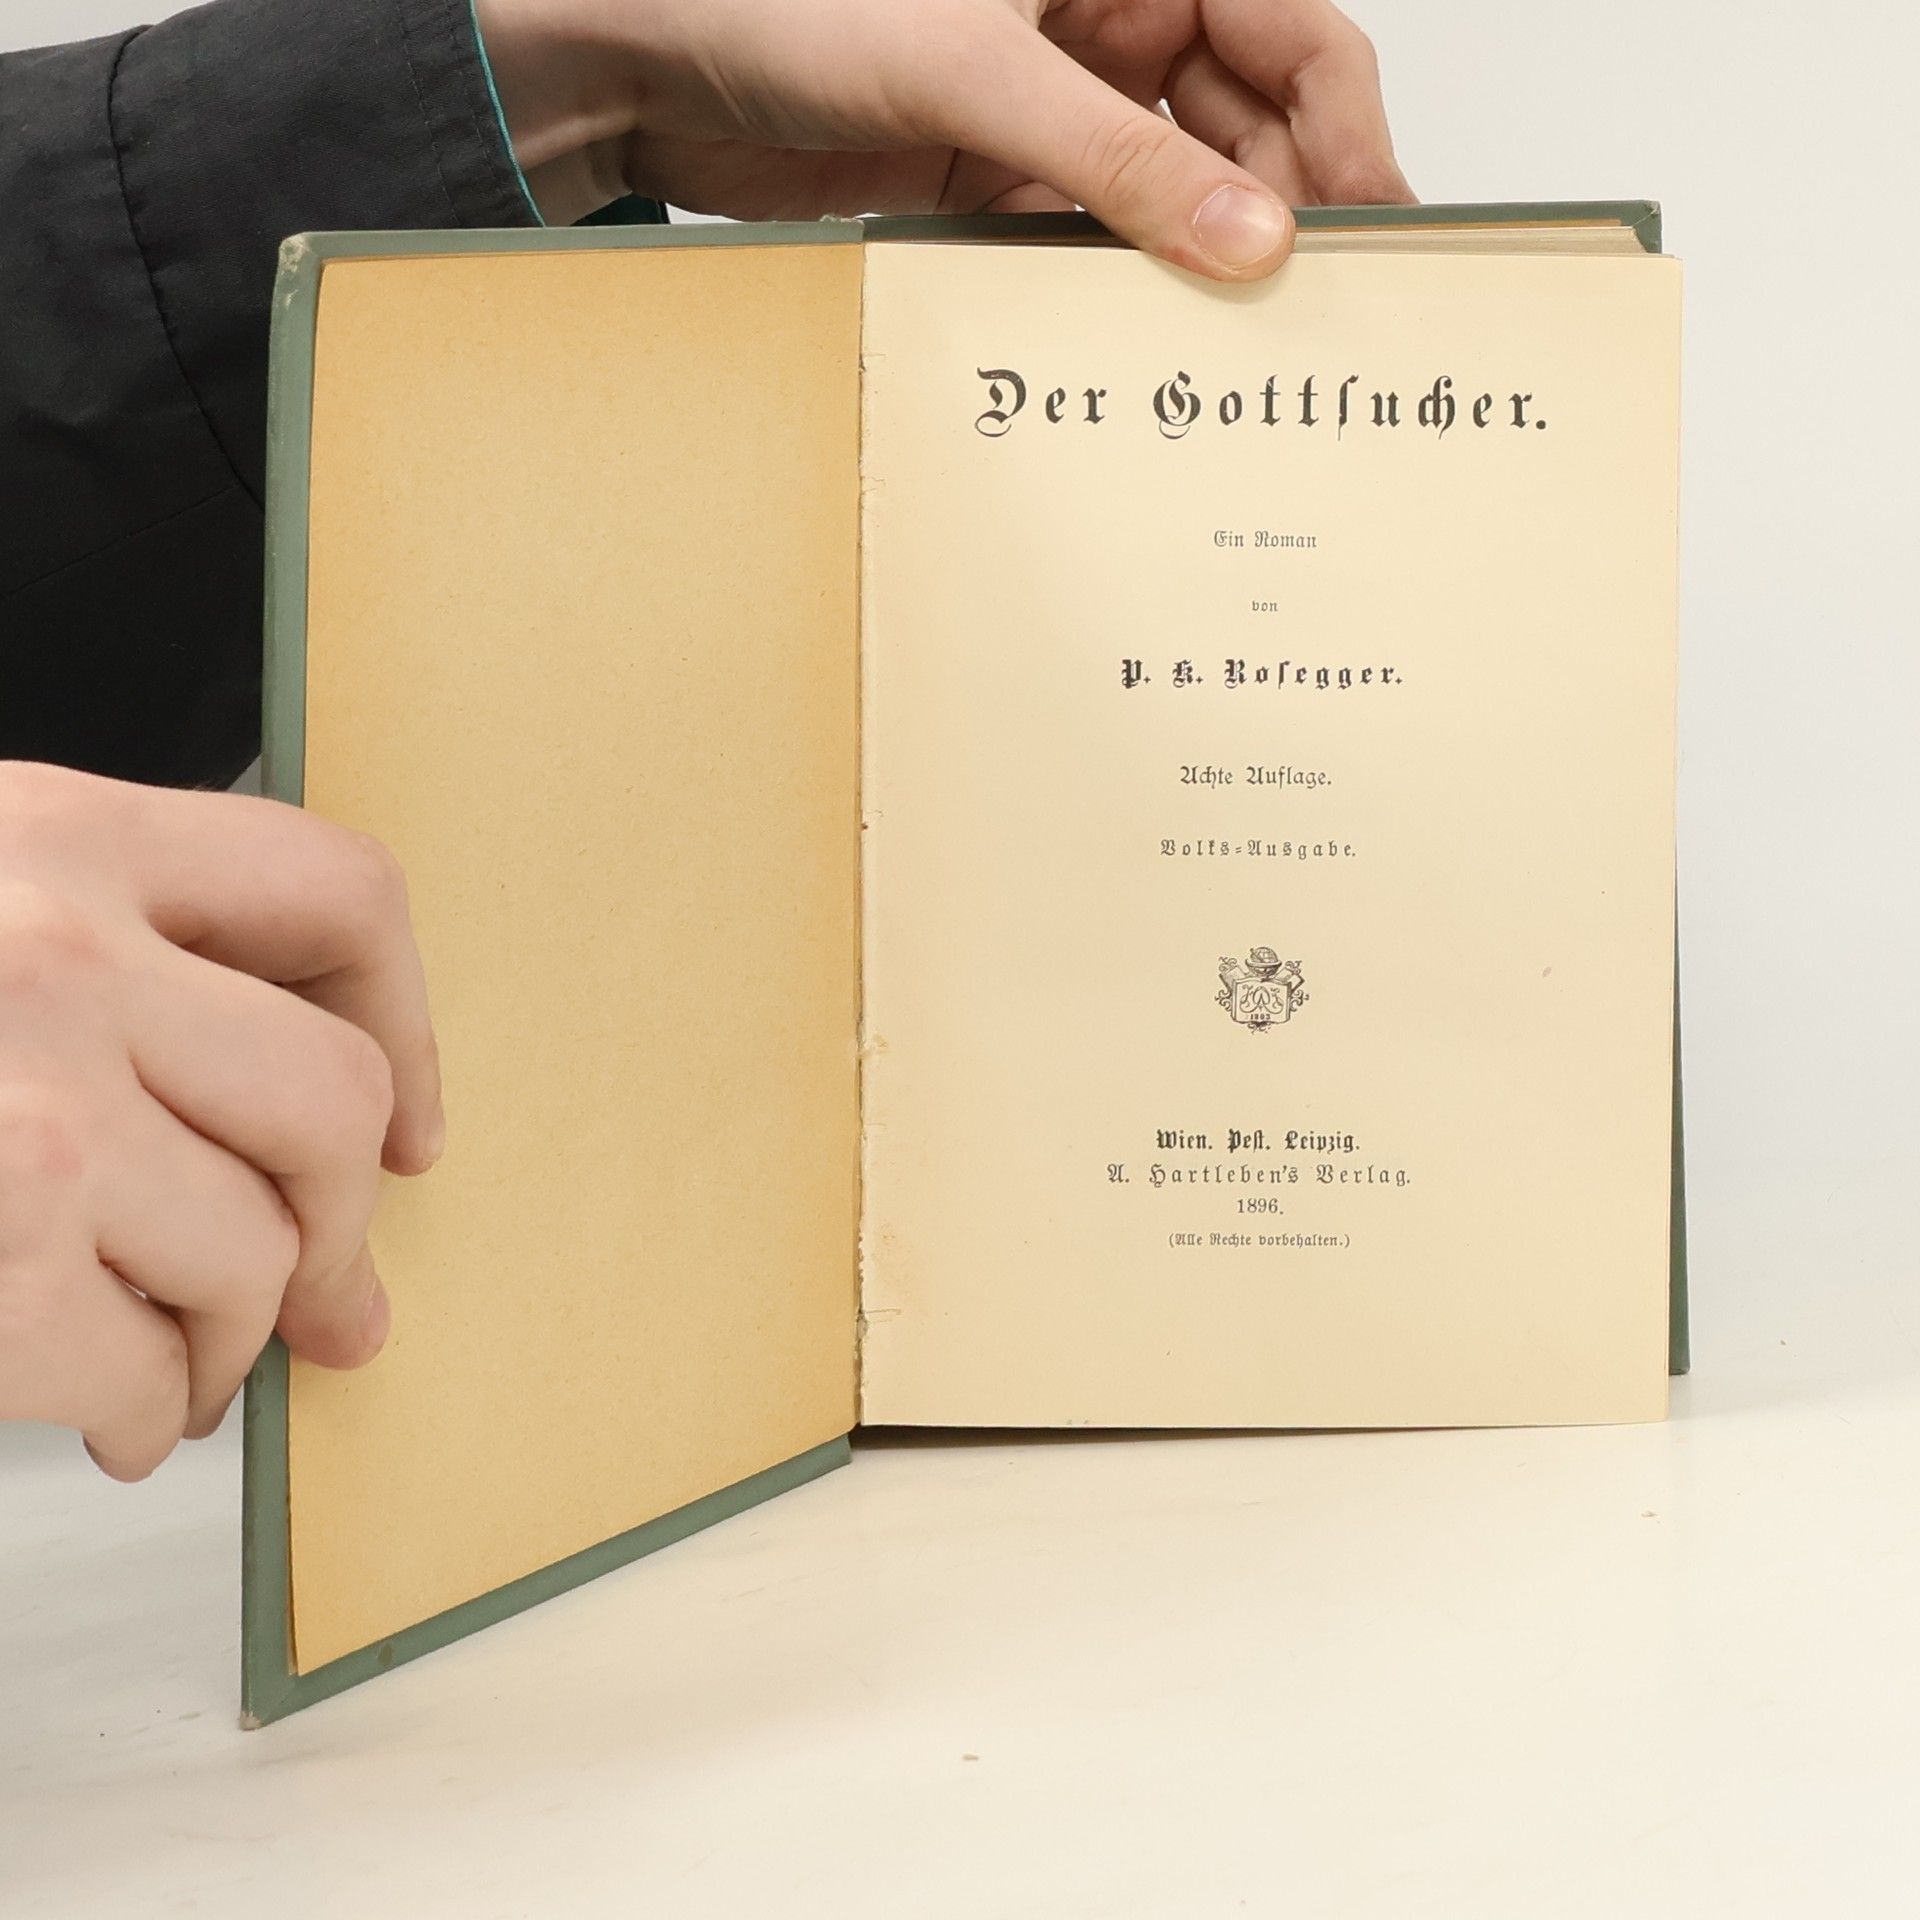 Der Gottſucher.
Ein Roman
von
P. K. Roſegger.
Achte Auflage.
Volks-Ausgabe.
1803
Wien. Peſt. Leipzig.
A. Hartleben's Verlag.
1896.
(Alle Rechte vorbehalten.)